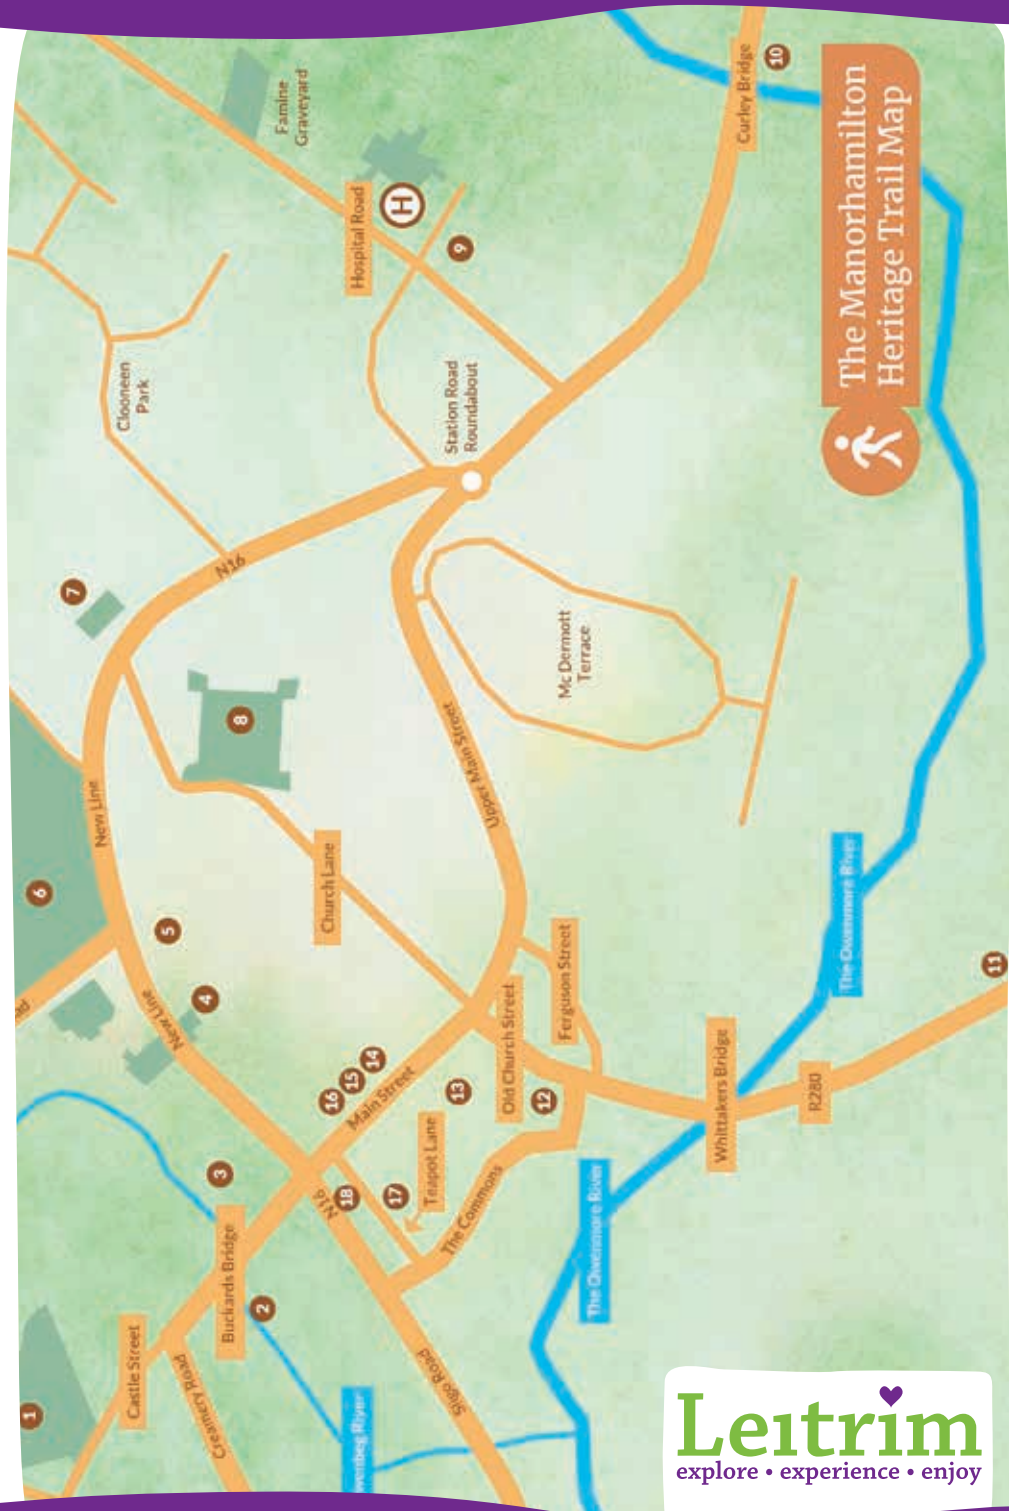 The Manorhamilton
Heritage Trail Map
Famine
Graveyard
Hospital Road
H
Curley Bridge
10
9
Clooneen
Park
Station Road
Roundabout
N16
7
8
Mc Dermott
Terrace
Upper Main Street
New Line
6
Church Lane
5
4
New Line
Ferguson Street
Old Church Street
The Owenmore River
11
16
15
14
Main Street
13
12
Whittakers Bridge
R280
Teapot Lane
3
N16
18
17
The Commons
The Owenmore River
Buckards Bridge
2
Castle Street
1
Creamery Road
Sligo Road
River
Leitrim
explore • experience • enjoy